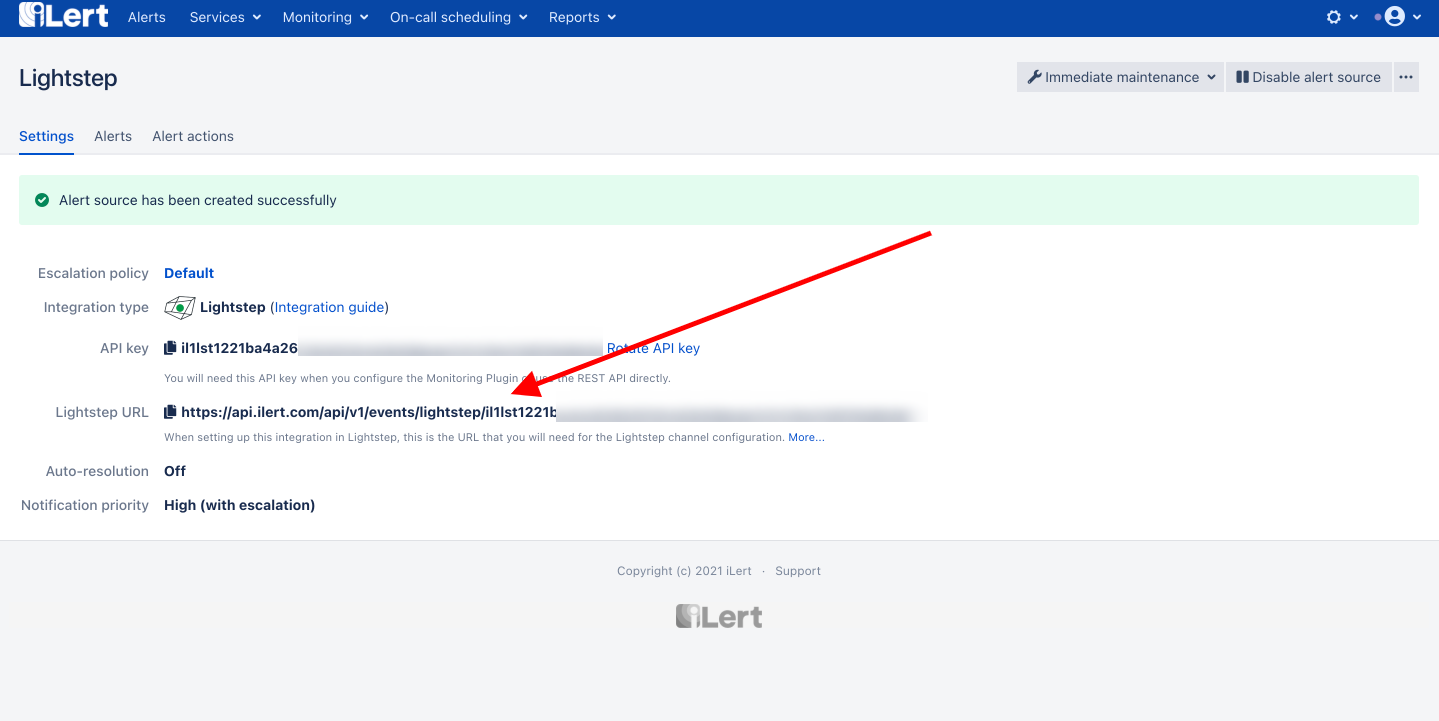 iLert Alerts Services Monitoring On-call scheduling Reports
Lightstep Immediate maintenance Disable alert source
Settings Alerts Alert actions
Alert source has been created successfully
Escalation policy Default
Integration type Lightstep (Integration guide)
API key il1lst1221ba4a26 Rotate API key
You will need this API key when you configure the Monitoring Plugin the REST API directly.
Lightstep URL https://api.ilert.com/api/v1/events/lightstep/il1lst1221b
When setting up this integration in Lightstep, this is the URL that you will need for the Lightstep channel configuration. More...
Auto-resolution Off
Notification priority High (with escalation)
Copyright (c) 2021 iLert · Support
iLert